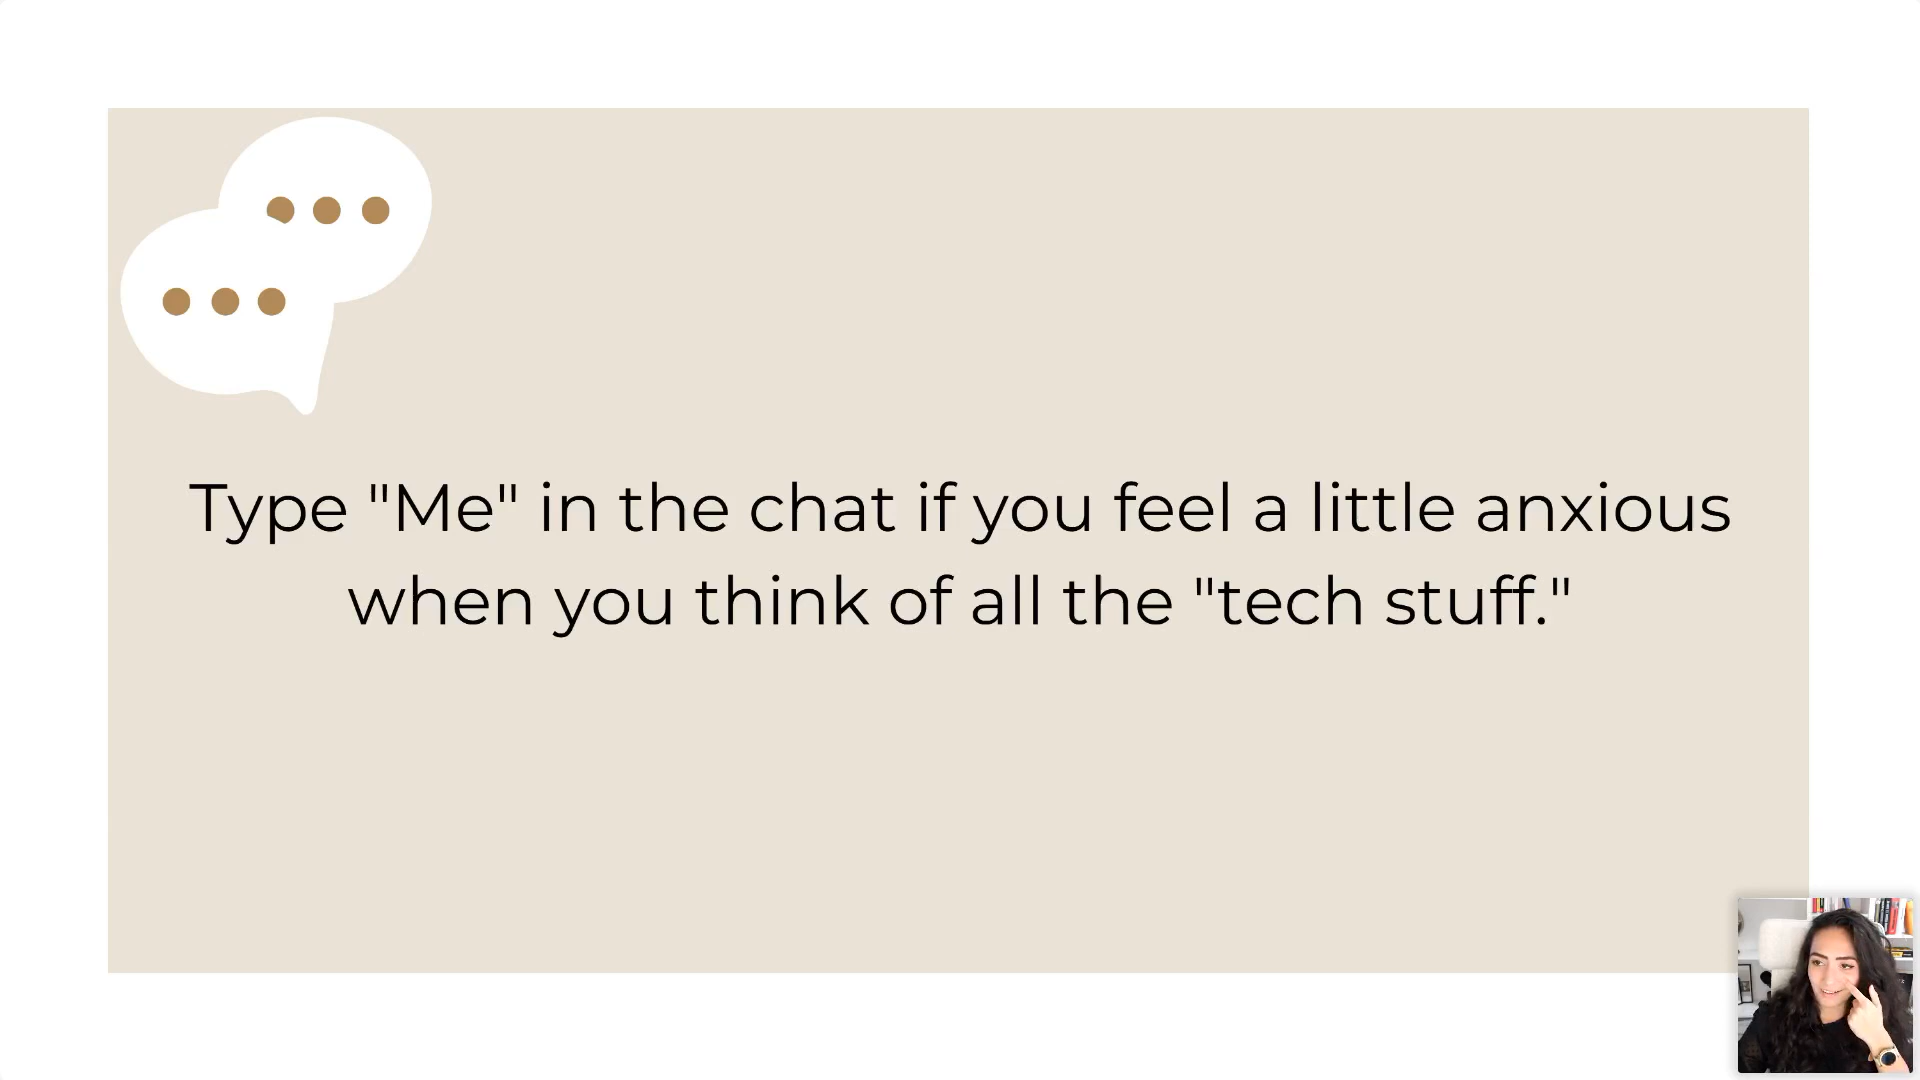 Type "Me" in the chat if you feel a little anxious
when you think of all the "tech stuff."